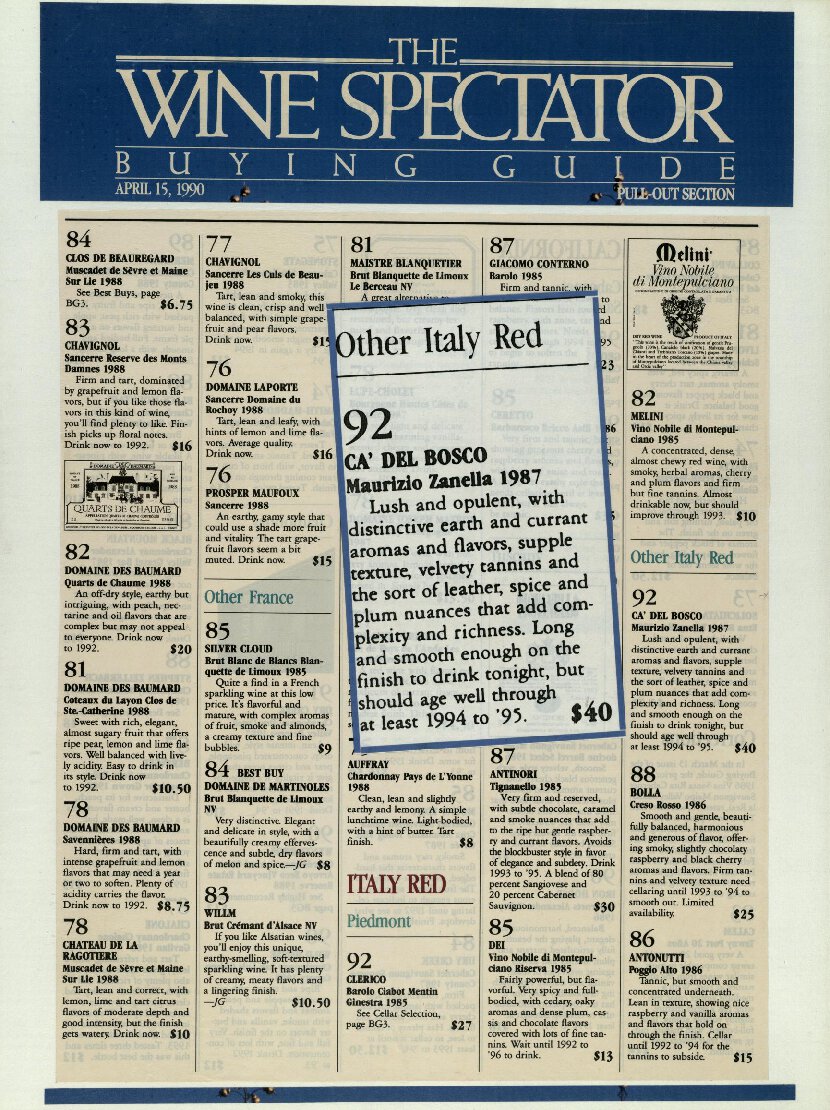 THE
WINE SPECTATOR
BUYING GUIDE
APRIL 15, 1990
PULL-OUT SECTION
84
CLOS DE BEAUREGARD
Muscadet de Sèvre et Maine
Sur Lie 1988
See Best Buys, page
BG3. $6.75
83
CHAVIGNOL
Sancerre Reserve des Monts
Damnes 1988
Firm and tart, dominated
by grapefruit and lemon fla-
vors, but if you like those fla-
vors in this kind of wine,
you'll find plenty to like. Fin-
ish picks up floral notes.
Drink now to 1992. $16
DOMAINE DES BAUMARD
QUARTS DE CHAUME
82
DOMAINE DES BAUMARD
Quarts de Chaume 1988
An off-dry style, earthy but
intriguing, with peach, nec-
tarine and oil flavors that are
complex but may not appeal
to everyone. Drink now
to 1992. $20
81
DOMAINE DES BAUMARD
Coteaux du Layon Clos de
Ste.-Catherine 1988
Sweet with rich, elegant,
almost sugary fruit that offers
ripe pear, lemon and lime fla-
vors. Well balanced with live-
ly acidity. Easy to drink in
its style. Drink now
to 1992. $10.50
78
DOMAINE DES BAUMARD
Savennières 1988
Hard, firm and tart, with
intense grapefruit and lemon
flavors that may need a year
or two to soften. Plenty of
acidity carries the flavor.
Drink now to 1992. $8.75
78
CHATEAU DE LA
RAGOTIERE
Muscadet de Sèvre et Maine
Sur Lie 1988
Tart, lean and correct, with
lemon, lime and tart citrus
flavors of moderate depth and
good intensity, but the finish
gets watery. Drink now. $10
77
CHAVIGNOL
Sancerre Les Culs de Beau-
jeu 1988
Tart, lean and smoky, this
wine is clean, crisp and well
balanced, with simple grape-
fruit and pear flavors.
Drink now.
76
DOMAINE LAPORTE
Sancerre Domaine du
Rochoy 1988
Tart, lean and leafy, with
hints of lemon and lime fla-
vors. Average quality.
Drink now. $16
76
PROSPER MAUFOUX
Sancerre 1988
An earthy, gamy style that
could use a shade more fruit
and vitality. The tart grape-
fruit flavors seem a bit
muted. Drink now. $15
Other France
85
SILVER CLOUD
Brut Blanc de Blancs Blan-
quette de Limoux 1985
Quite a find in a French
sparkling wine at this low
price. It's flavorful and
mature, with complex aromas
of fruit, smoke and almonds,
a creamy texture and fine
bubbles. $9
84 BEST BUY
DOMAINE DE MARTINOLES
Brut Blanquette de Limoux
NV
Very distinctive. Elegant
and delicate in style, with a
beautifully creamy efferves-
cence and subtle, dry flavors
of melon and spice.—JG $8
83
WILLM
Brut Crémant d'Alsace NV
If you like Alsatian wines,
you'll enjoy this unique,
earthy-smelling, soft-textured
sparkling wine. It has plenty
of creamy, meaty flavors and
a lingering finish.
—JG $10.50
81
MAISTRE BLANQUETIER
Brut Blanquette de Limoux
Le Berceau NV
A great alternative to
Other Italy Red
92
CA' DEL BOSCO
Maurizio Zanella 1987
Lush and opulent, with
distinctive earth and currant
aromas and flavors, supple
texture, velvety tannins and
the sort of leather, spice and
plum nuances that add com-
plexity and richness. Long
and smooth enough on the
finish to drink tonight, but
should age well through
at least 1994 to '95. $40
AUFFRAY
Chardonnay Pays de L'Yonne
1988
Clean, lean and slightly
earthy and lemony. A simple
lunchtime wine. Light-bodied,
with a hint of butter. Tart
finish. $8
ITALY RED
Piedmont
92
CLERICO
Barolo Ciabot Mentin
Ginestra 1985
See Cellar Selection,
page BG3. $27
87
GIACOMO CONTERNO
Barolo 1985
Firm and tannic, with
87
ANTINORI
Tignanello 1985
Very firm and reserved,
with subtle chocolate, caramel
and smoke nuances that add
to the ripe but gentle raspber-
ry and currant flavors. Avoids
the blockbuster style in favor
of elegance and subtlety. Drink
1993 to '95. A blend of 80
percent Sangiovese and
20 percent Cabernet
Sauvignon. $30
85
DEI
Vino Nobile di Montepul-
ciano Riserva 1985
Fairly powerful, but fla-
vorful. Very spicy and full-
bodied, with cedary, oaky
aromas and dense plum, cas-
sis and chocolate flavors
covered with lots of fine tan-
nins. Wait until 1992 to
'96 to drink. $13
Melini
Vino Nobile
di Montepulciano
DRY RED WINE PRODUCE OF ITALY
82
MELINI
Vino Nobile di Montepul-
ciano 1985
A concentrated, dense,
almost chewy red wine, with
smoky, herbal aromas, cherry
and plum flavors and firm
but fine tannins. Almost
drinkable now, but should
improve through 1993. $10
Other Italy Red
92
CA' DEL BOSCO
Maurizio Zanella 1987
Lush and opulent, with
distinctive earth and currant
aromas and flavors, supple
texture, velvety tannins and
the sort of leather, spice and
plum nuances that add com-
plexity and richness. Long
and smooth enough on the
finish to drink tonight, but
should age well through
at least 1994 to '95. $40
88
BOLLA
Creso Rosso 1986
Smooth and gentle, beauti-
fully balanced, harmonious
and generous of flavor, offer-
ing smoky, slightly chocolaty
raspberry and black cherry
aromas and flavors. Firm tan-
nins and velvety texture need
cellaring until 1993 to '94 to
smooth out. Limited
availability. $25
86
ANTONUTTI
Poggio Alto 1986
Tannic, but smooth and
concentrated underneath.
Lean in texture, showing nice
raspberry and vanilla aromas
and flavors that hold on
through the finish. Cellar
until 1992 to '94 for the
tannins to subside. $15